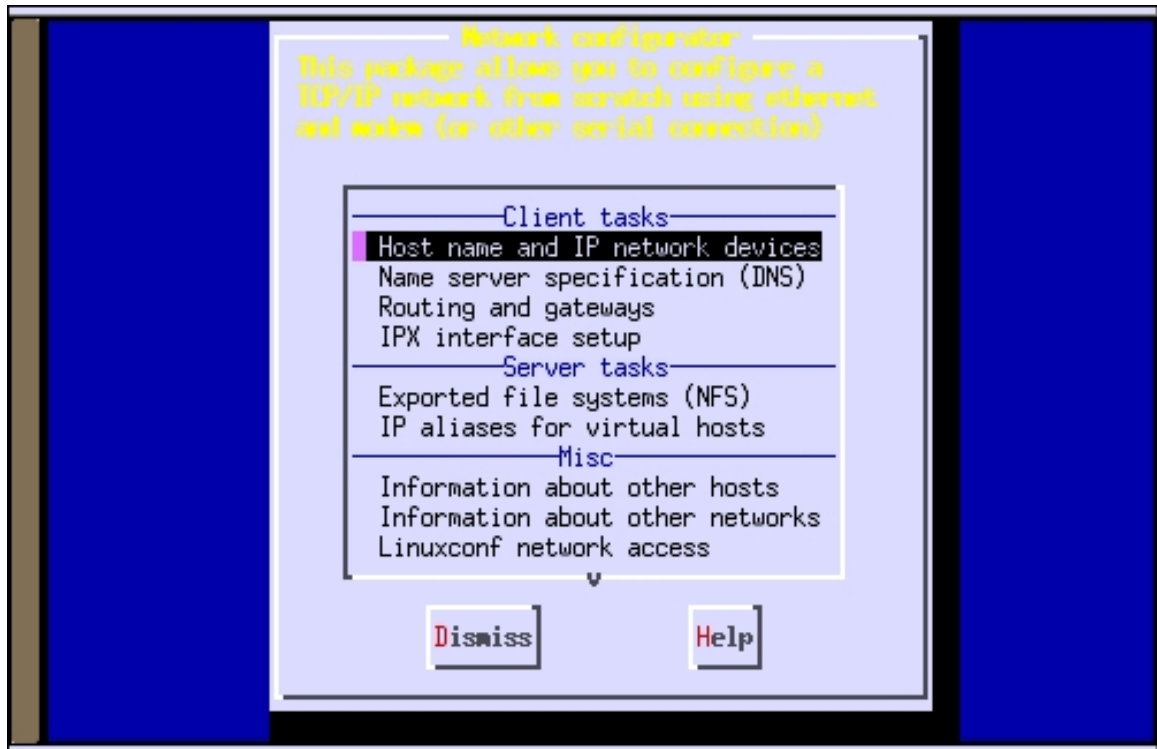 Network configurator
This package allows you to configure a
TCP/IP network from scratch using ethernet
and modem (or other serial connection)
Client tasks
Host name and IP network devices
Name server specification (DNS)
Routing and gateways
IPX interface setup
Server tasks
Exported file systems (NFS)
IP aliases for virtual hosts
Misc
Information about other hosts
Information about other networks
Linuxconf network access
v
Dismiss Help